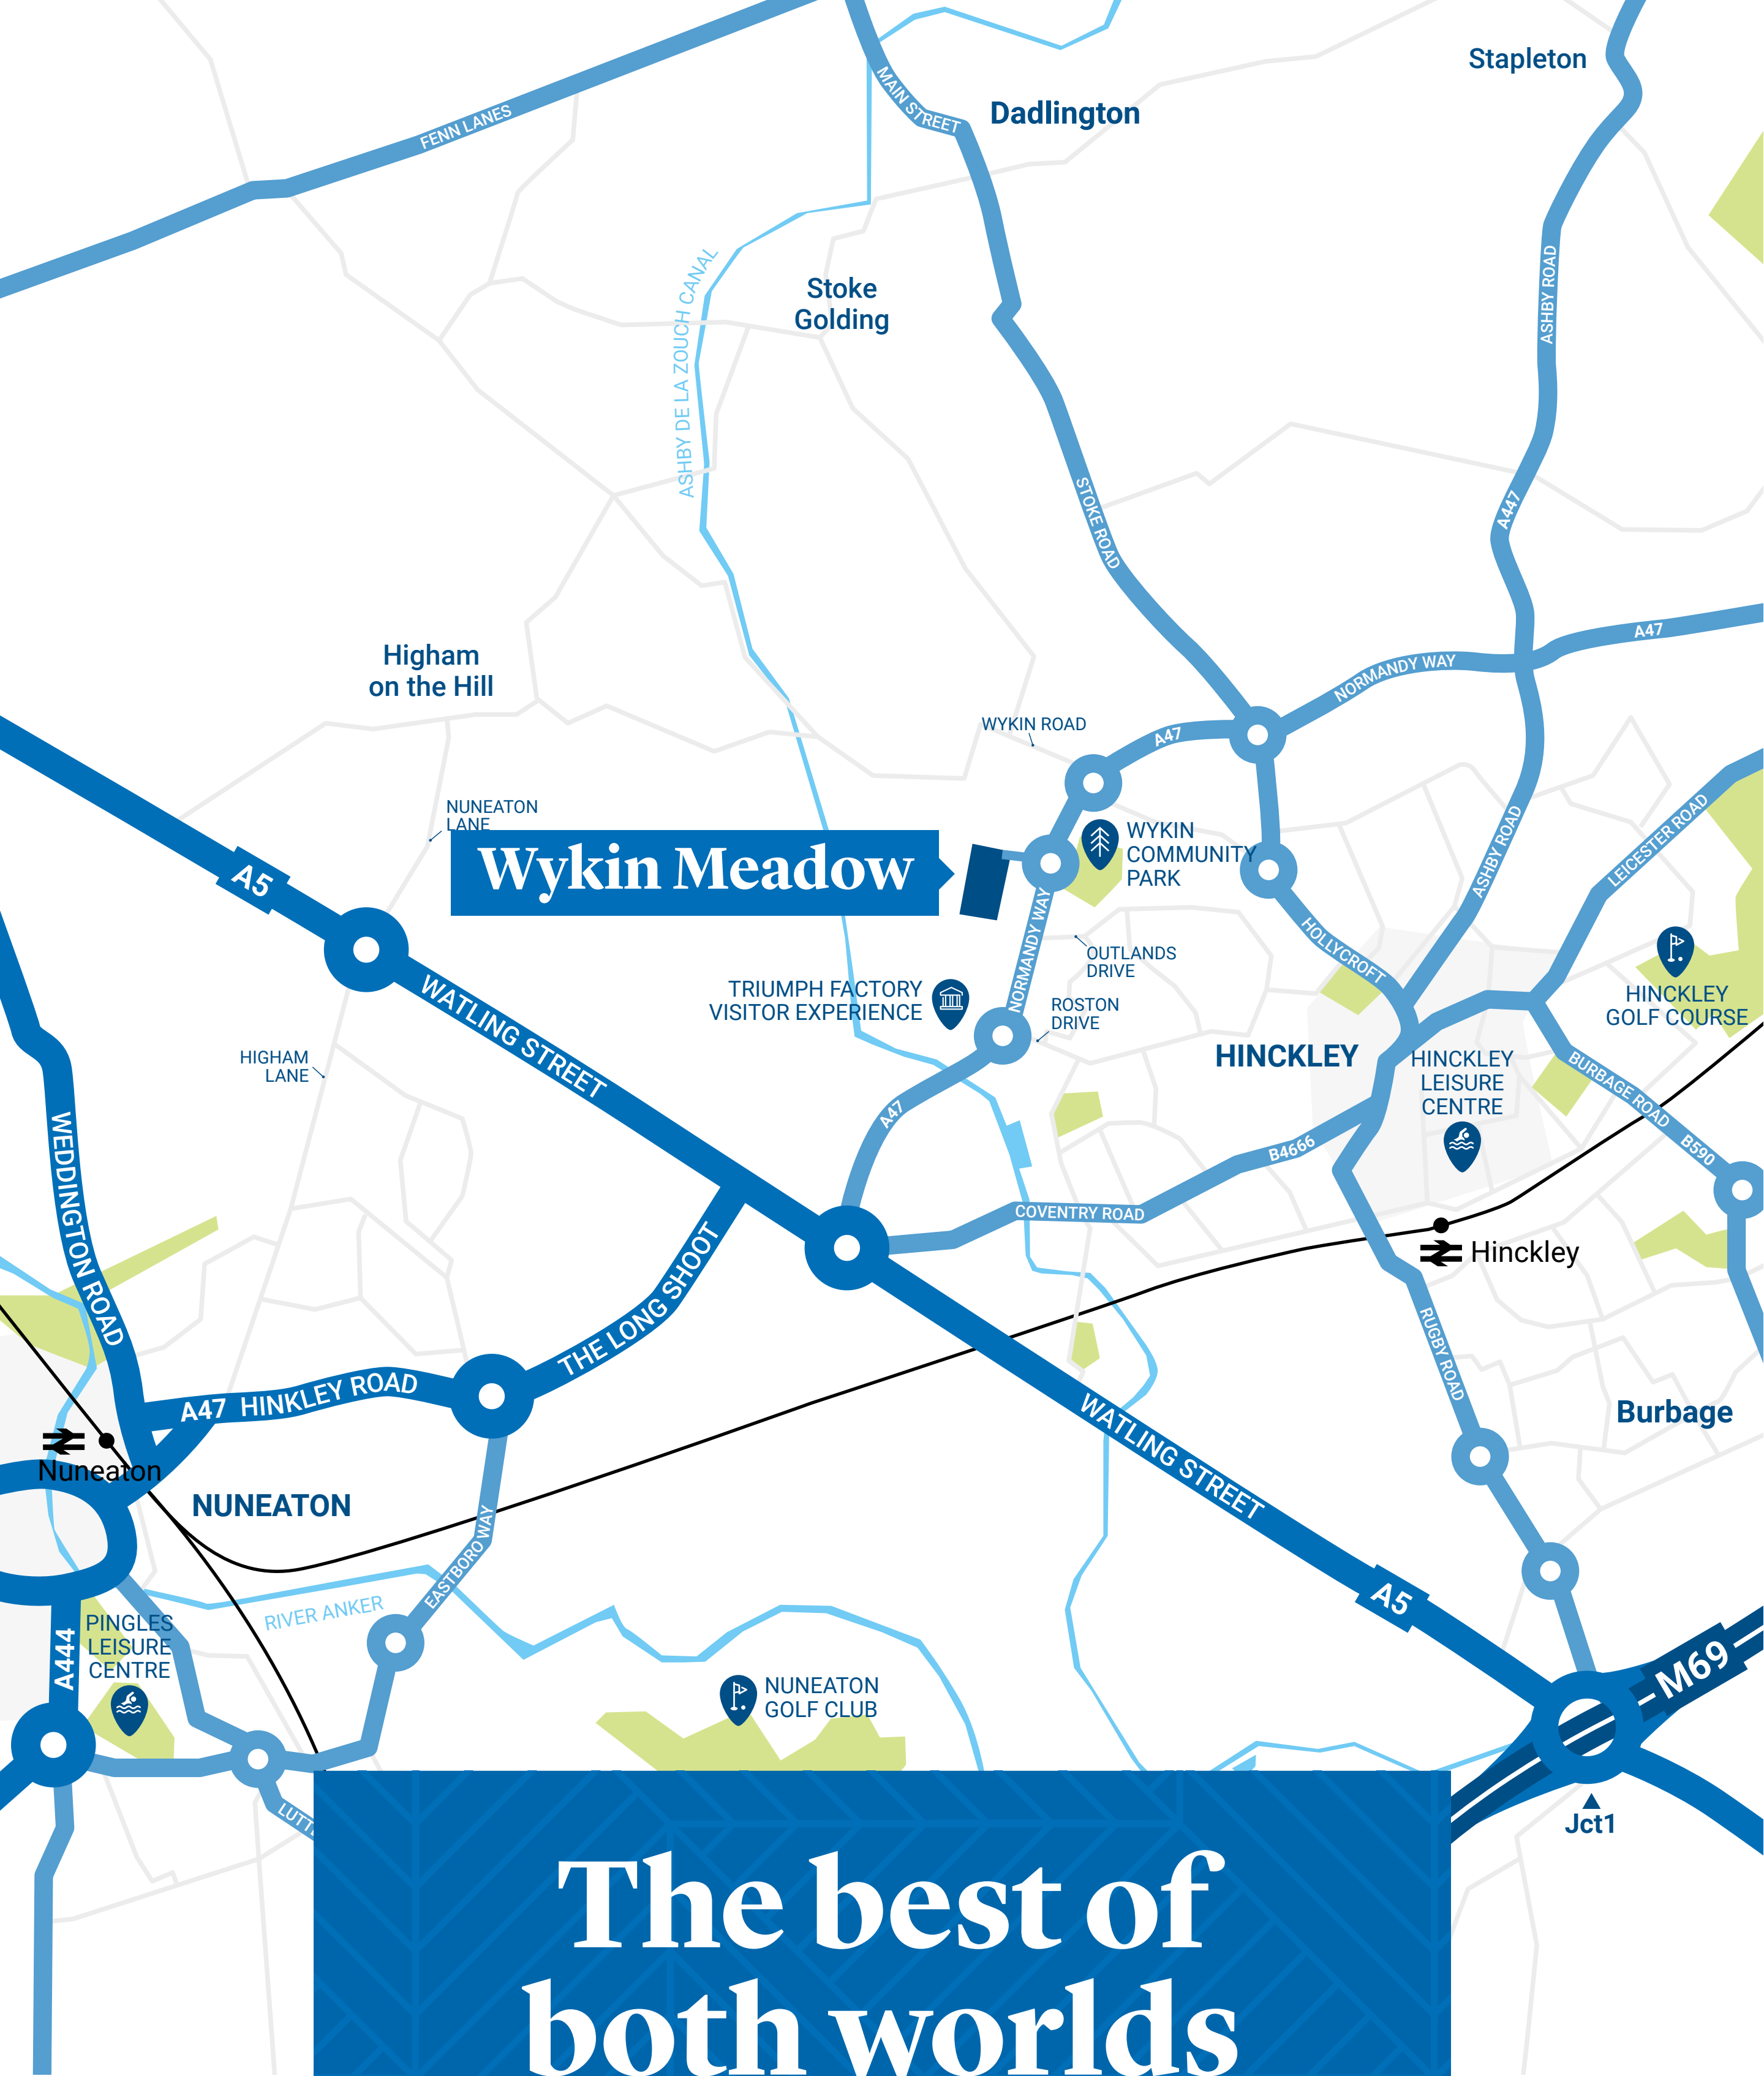 Stapleton
MAIN STREET
Dadlington
FENN LANES
ASHBY DE LA ZOUCH CANAL
Stoke
Golding
ASHBY ROAD
STOKE ROAD
A447
A47
NORMANDY WAY
Higham
on the Hill
WYKIN ROAD
A47
NUNEATON
LANE
Wykin Meadow
WYKIN
COMMUNITY
PARK
ASHBY ROAD
LEICESTER ROAD
A5
NORMANDY WAY
HOLLYCROFT
OUTLANDS
DRIVE
TRIUMPH FACTORY
VISITOR EXPERIENCE
ROSTON
DRIVE
HINCKLEY
GOLF COURSE
WATLING STREET
HIGHAM
LANE
HINCKLEY
HINCKLEY
LEISURE
CENTRE
BURBAGE ROAD
B590
A47
B4666
WEDDINGTON ROAD
COVENTRY ROAD
Hinckley
THE LONG SHOOT
RUGBY ROAD
A47 HINKLEY ROAD
Burbage
WATLING STREET
Nuneaton
NUNEATON
EASTBORO WAY
A5
RIVER ANKER
PINGLES
LEISURE
CENTRE
A444
M69
NUNEATON
GOLF CLUB
Jct1
LUTT
The best of
both worlds